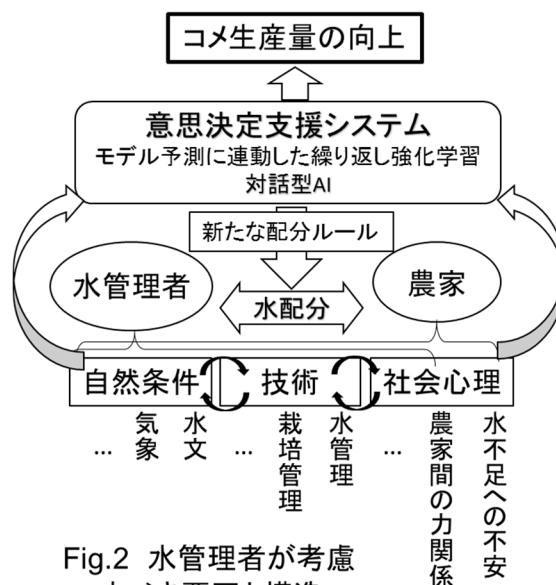 コメ生産量の向上
意思決定支援システム
モデル予測に連動した繰り返し強化学習
対話型AI
新たな配分ルール
水管理者
農家
水配分
自然条件
技術
社会心理
水文
気象
...
水管理
栽培管理
...
水不足への不安
農家間の力関係
...
Fig.2 水管理者が考慮